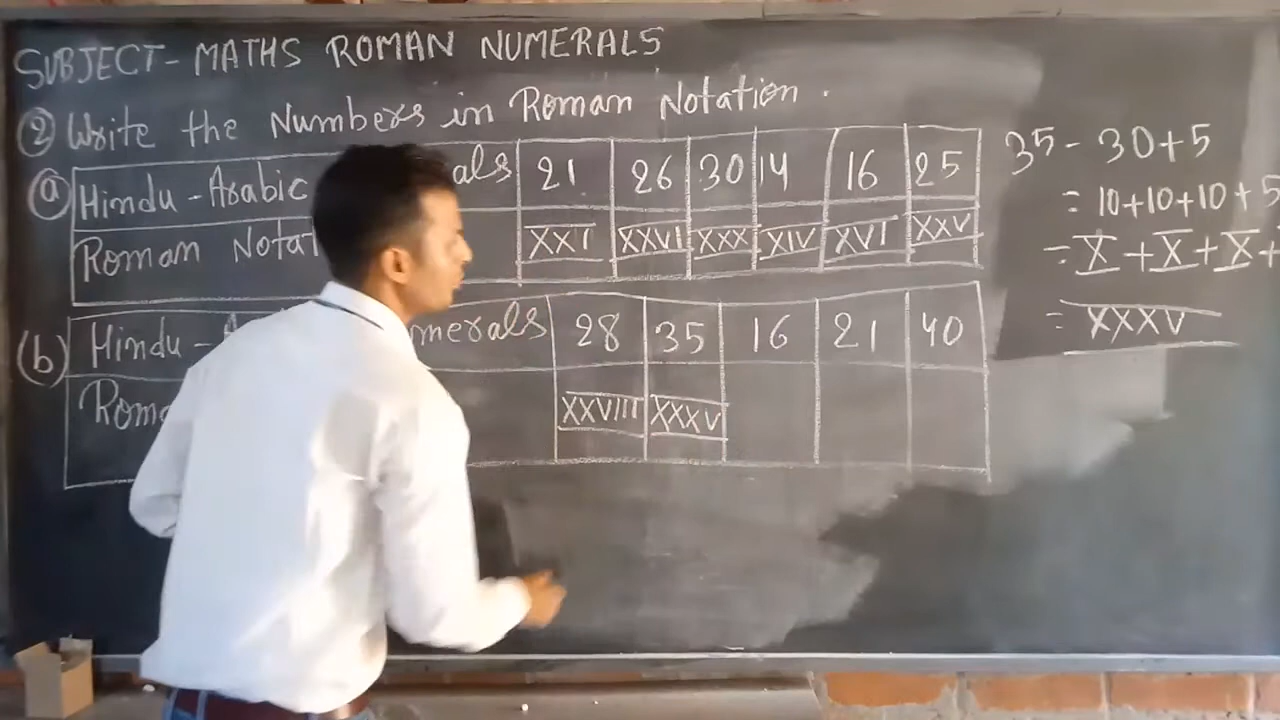 SUBJECT- MATHS ROMAN NUMERALS
② Write the Numbers in Roman Notation.
ⓐ Hindu-Arabic als 21 26 30 14 16 25
Roman Notat XXI XXVI XXX XIV XVI XXV
(b) Hindu - merals 28 35 16 21 40
Roma XXVIII XXXV
35 - 30+5
= 10+10+10+5
= X + X + X +
= XXXV